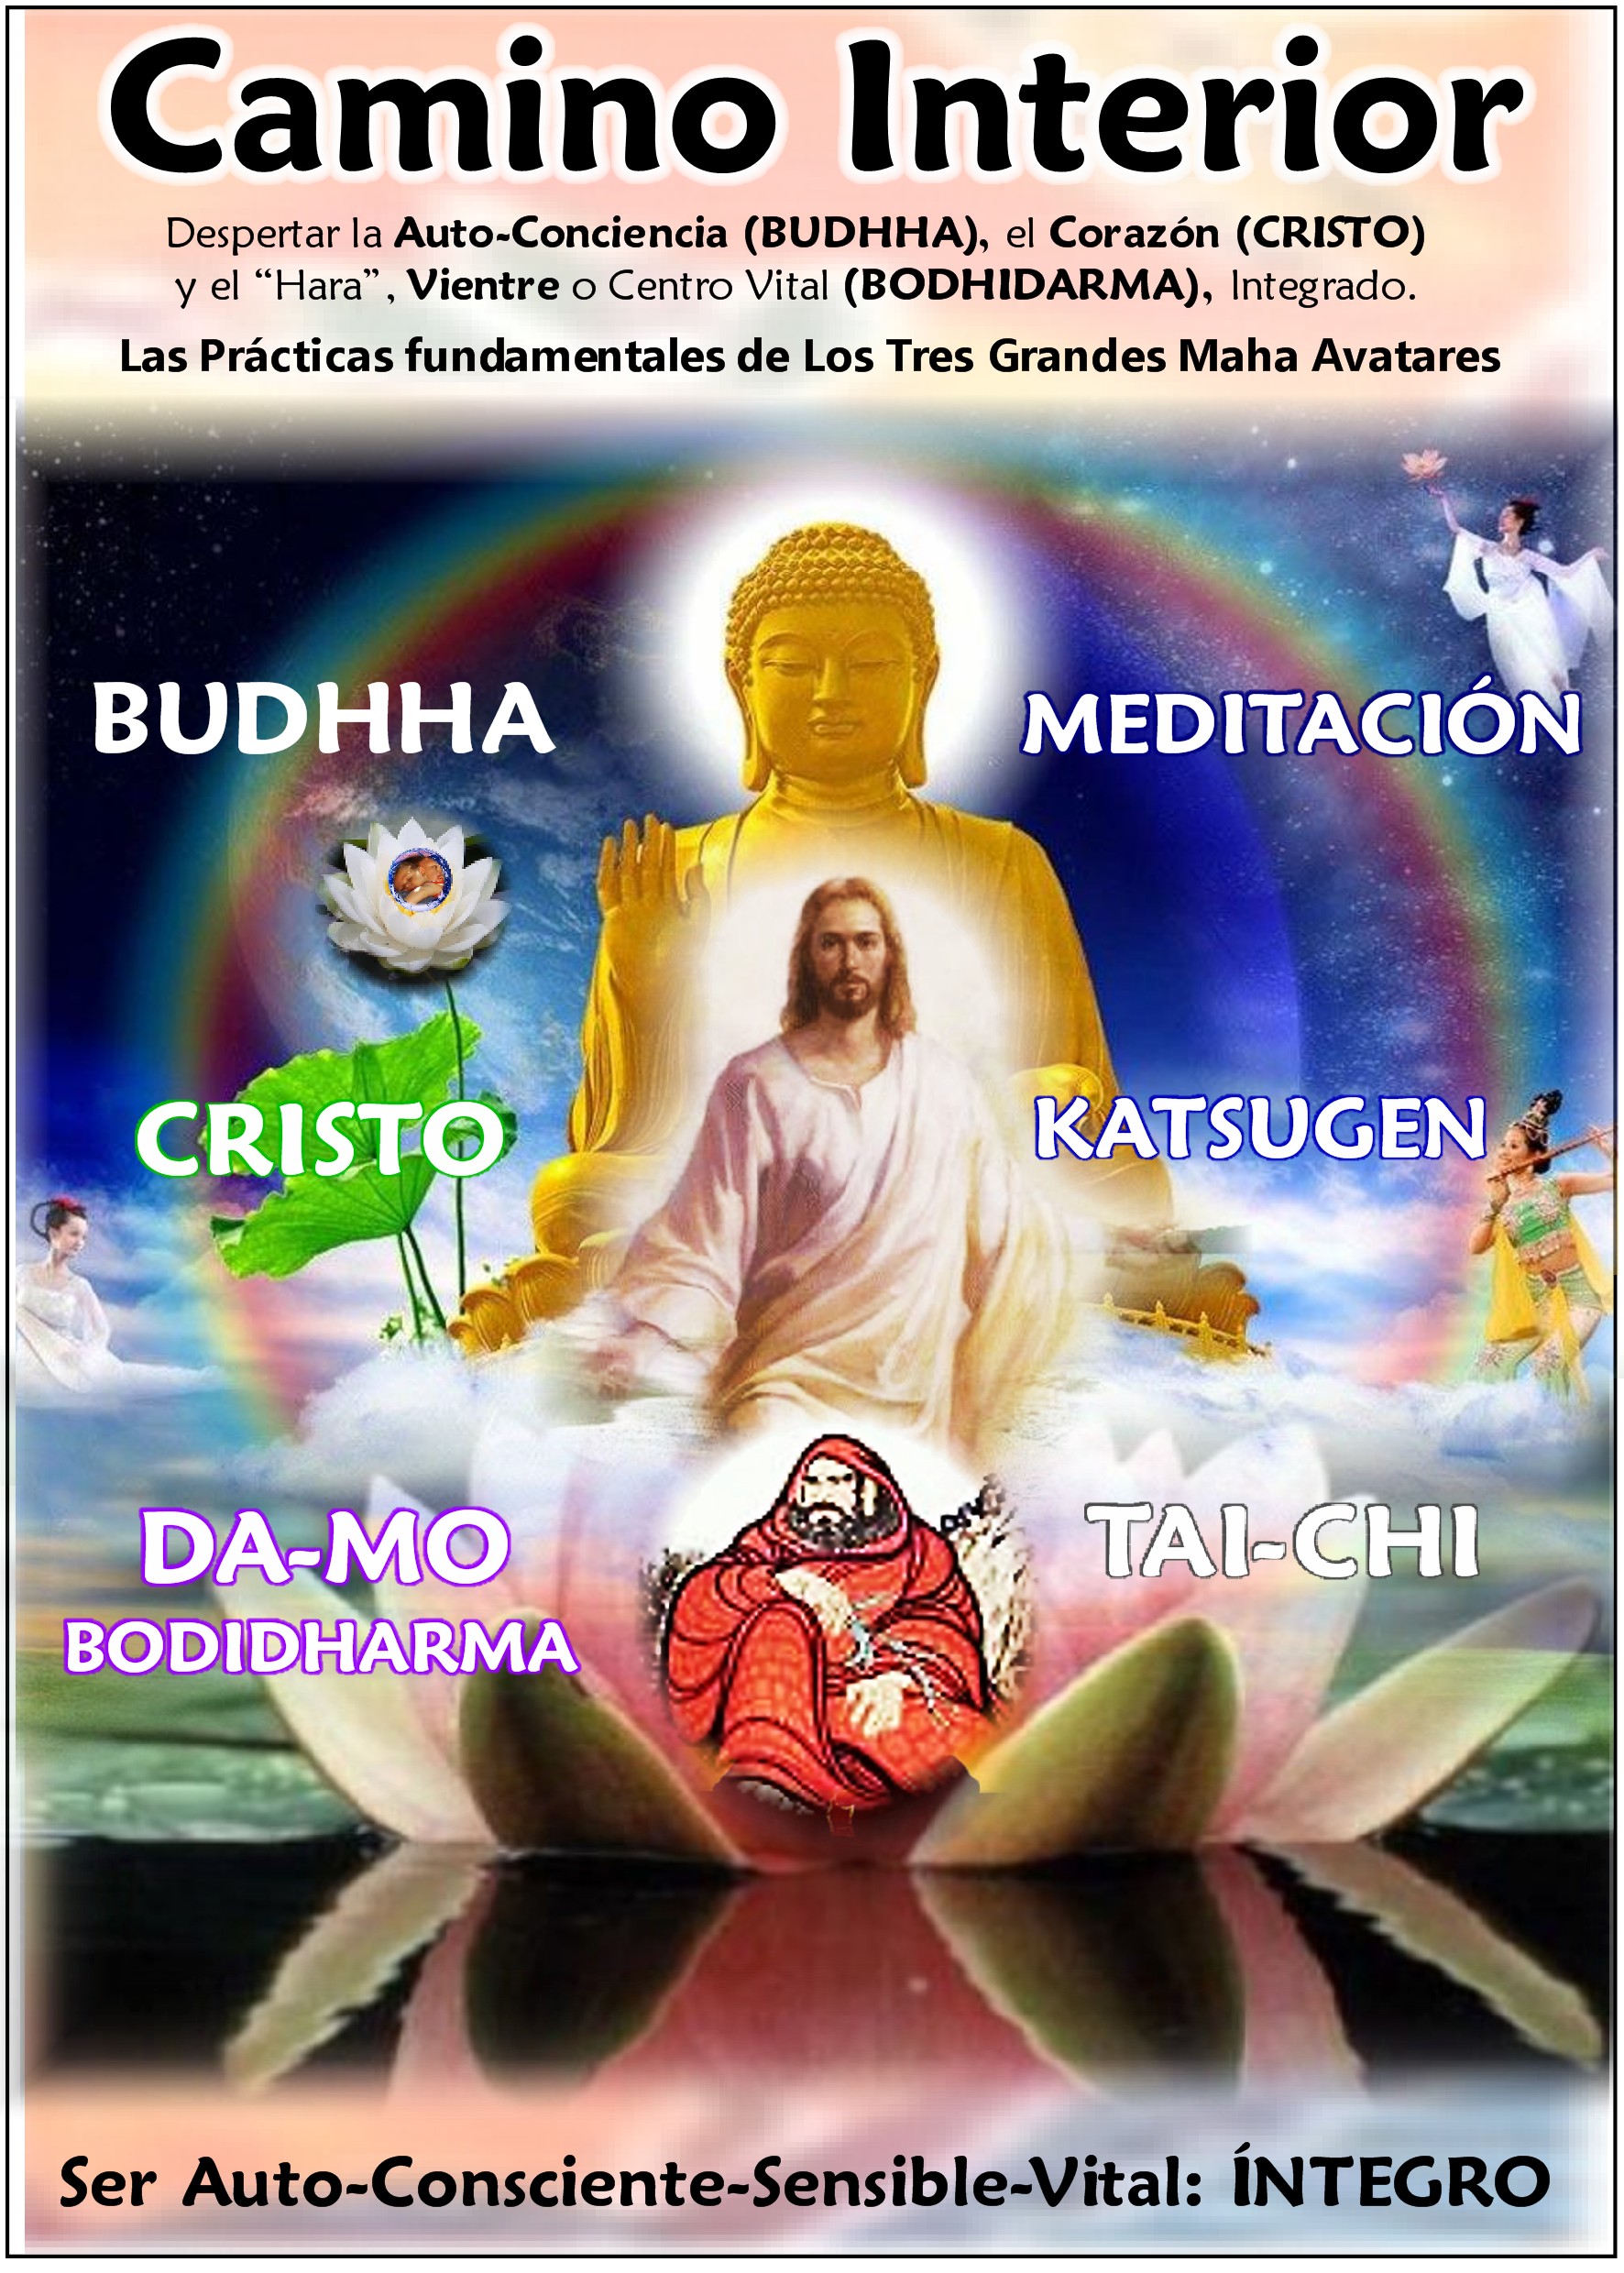 Camino Interior
Despertar la Auto-Conciencia (BUDHHA), el Corazón (CRISTO)
y el “Hara”, Vientre o Centro Vital (BODHIDARMA), Integrado.
Las Prácticas fundamentales de Los Tres Grandes Maha Avatares
BUDHHA
MEDITACIÓN
CRISTO
KATSUGEN
DA-MO
BODIDHARMA
TAI-CHI
Ser Auto-Consciente-Sensible-Vital: ÍNTEGRO